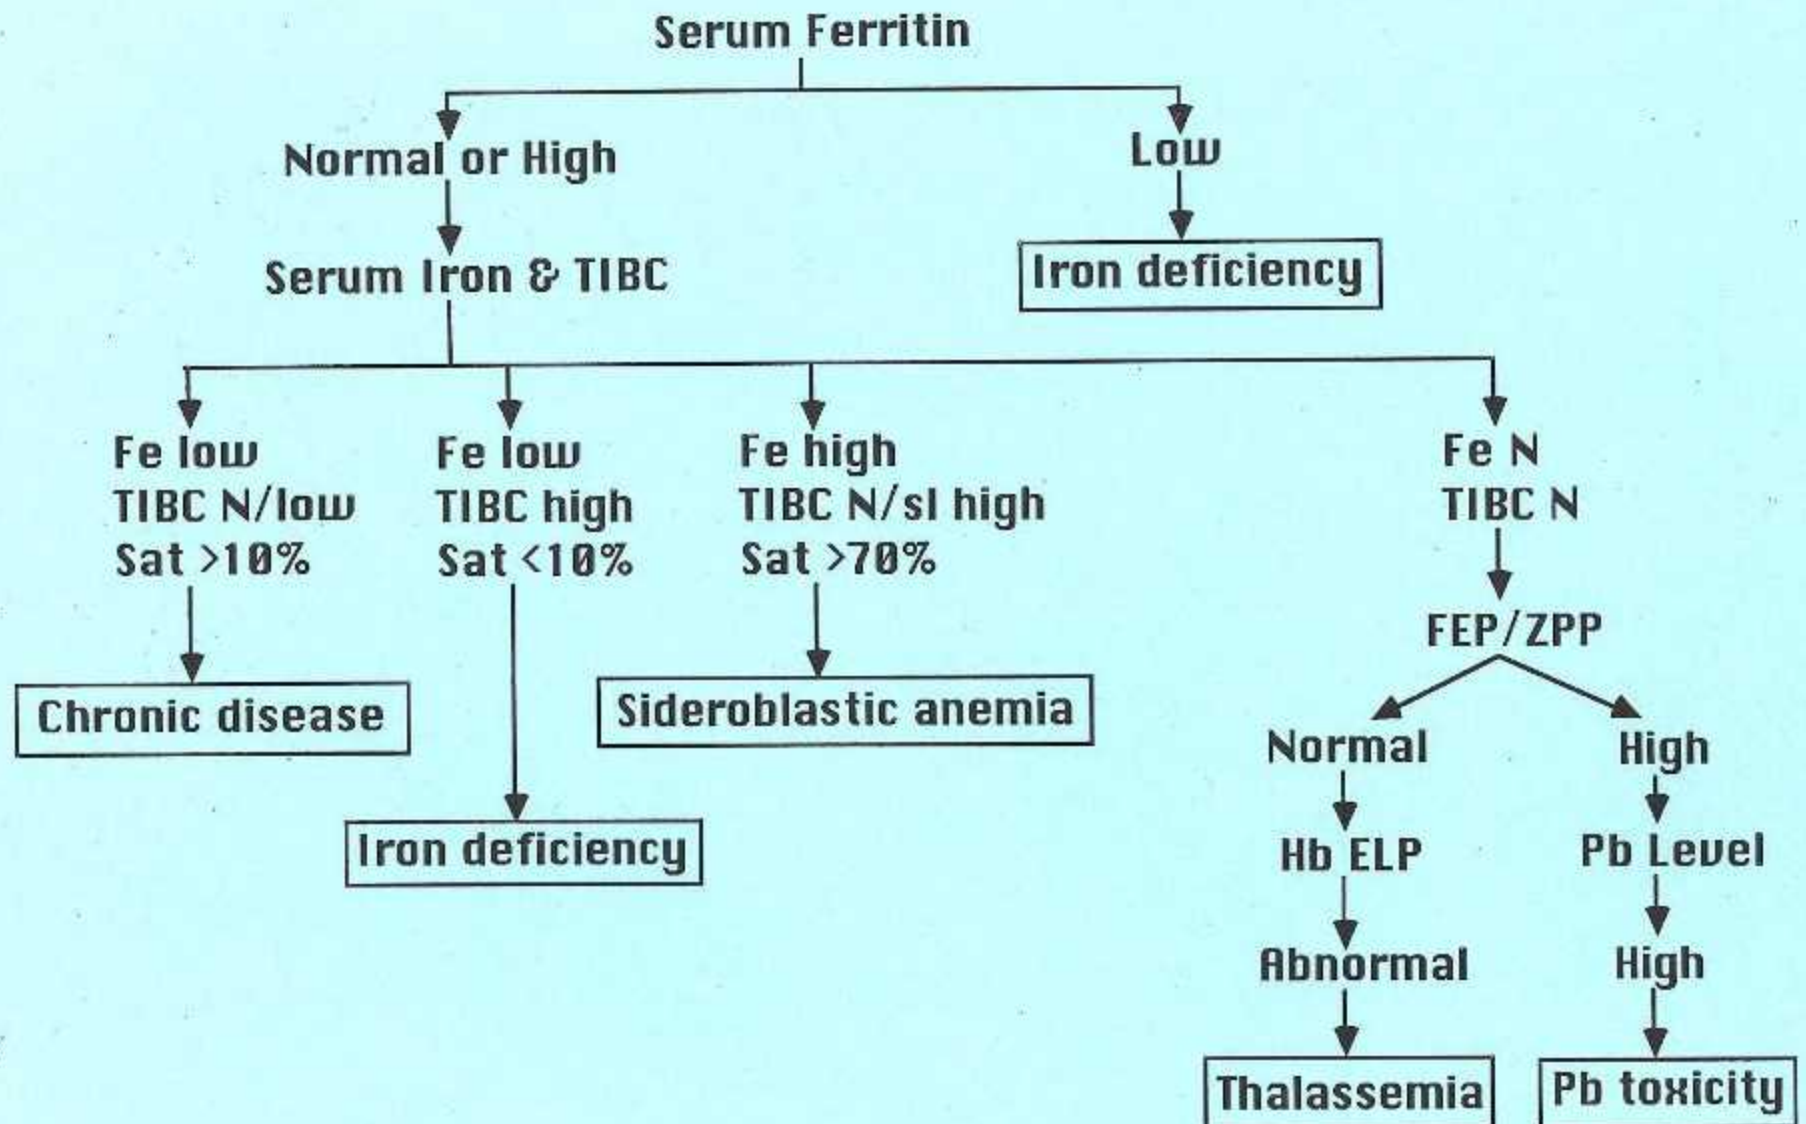 Serum Ferritin
Normal or High
Low
Serum Iron & TIBC
Iron deficiency
Fe low
TIBC N/low
Sat >10%
Fe low
TIBC high
Sat <10%
Fe high
TIBC N/sl high
Sat >70%
Fe N
TIBC N
FEP/ZPP
Chronic disease
Sideroblastic anemia
Normal
High
Iron deficiency
Hb ELP
Pb Level
Abnormal
High
Thalassemia
Pb toxicity